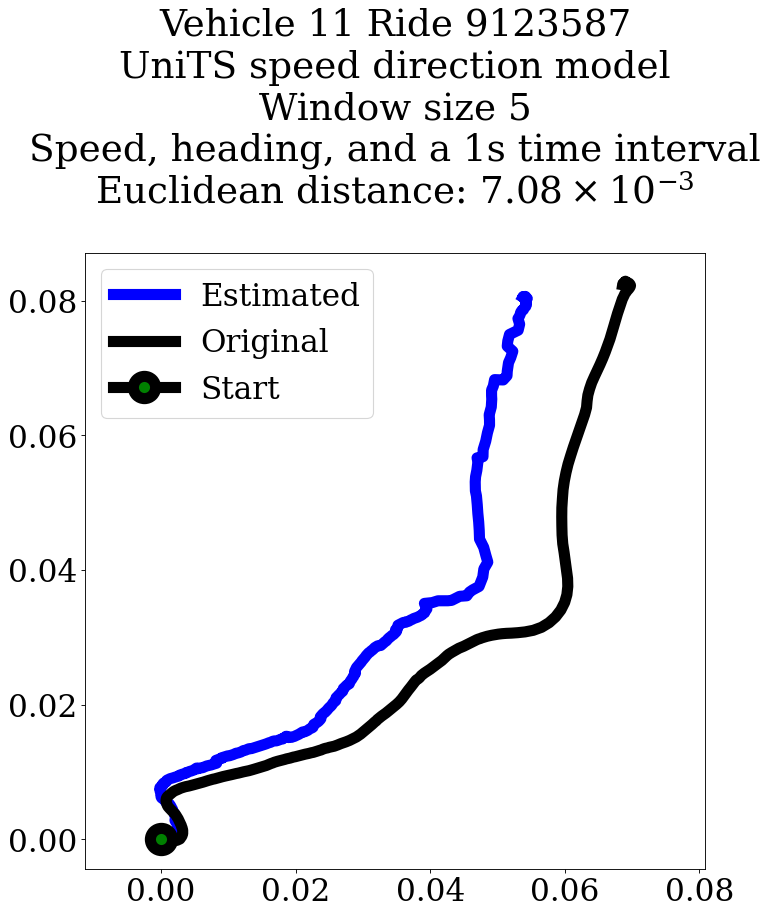 Vehicle 11 Ride 9123587
UniTS speed direction model
Window size 5
Speed, heading, and a 1s time interval
Euclidean distance: 7.08 × 10⁻³
Estimated
Original
Start
0.08
0.06
0.04
0.02
0.00
0.00 0.02 0.04 0.06 0.08